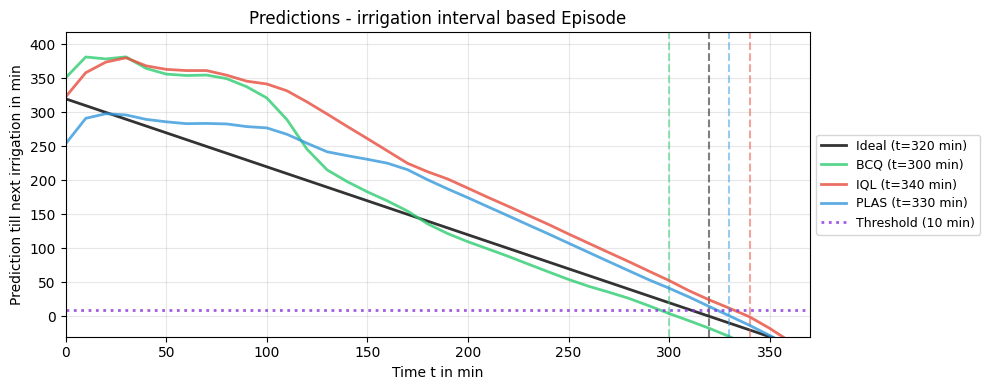 Predictions - irrigation interval based Episode
Prediction till next irrigation in min
400
350
300
250
200
150
100
50
0
0 50 100 150 200 250 300 350
Time t in min
Ideal (t=320 min)
BCQ (t=300 min)
IQL (t=340 min)
PLAS (t=330 min)
Threshold (10 min)